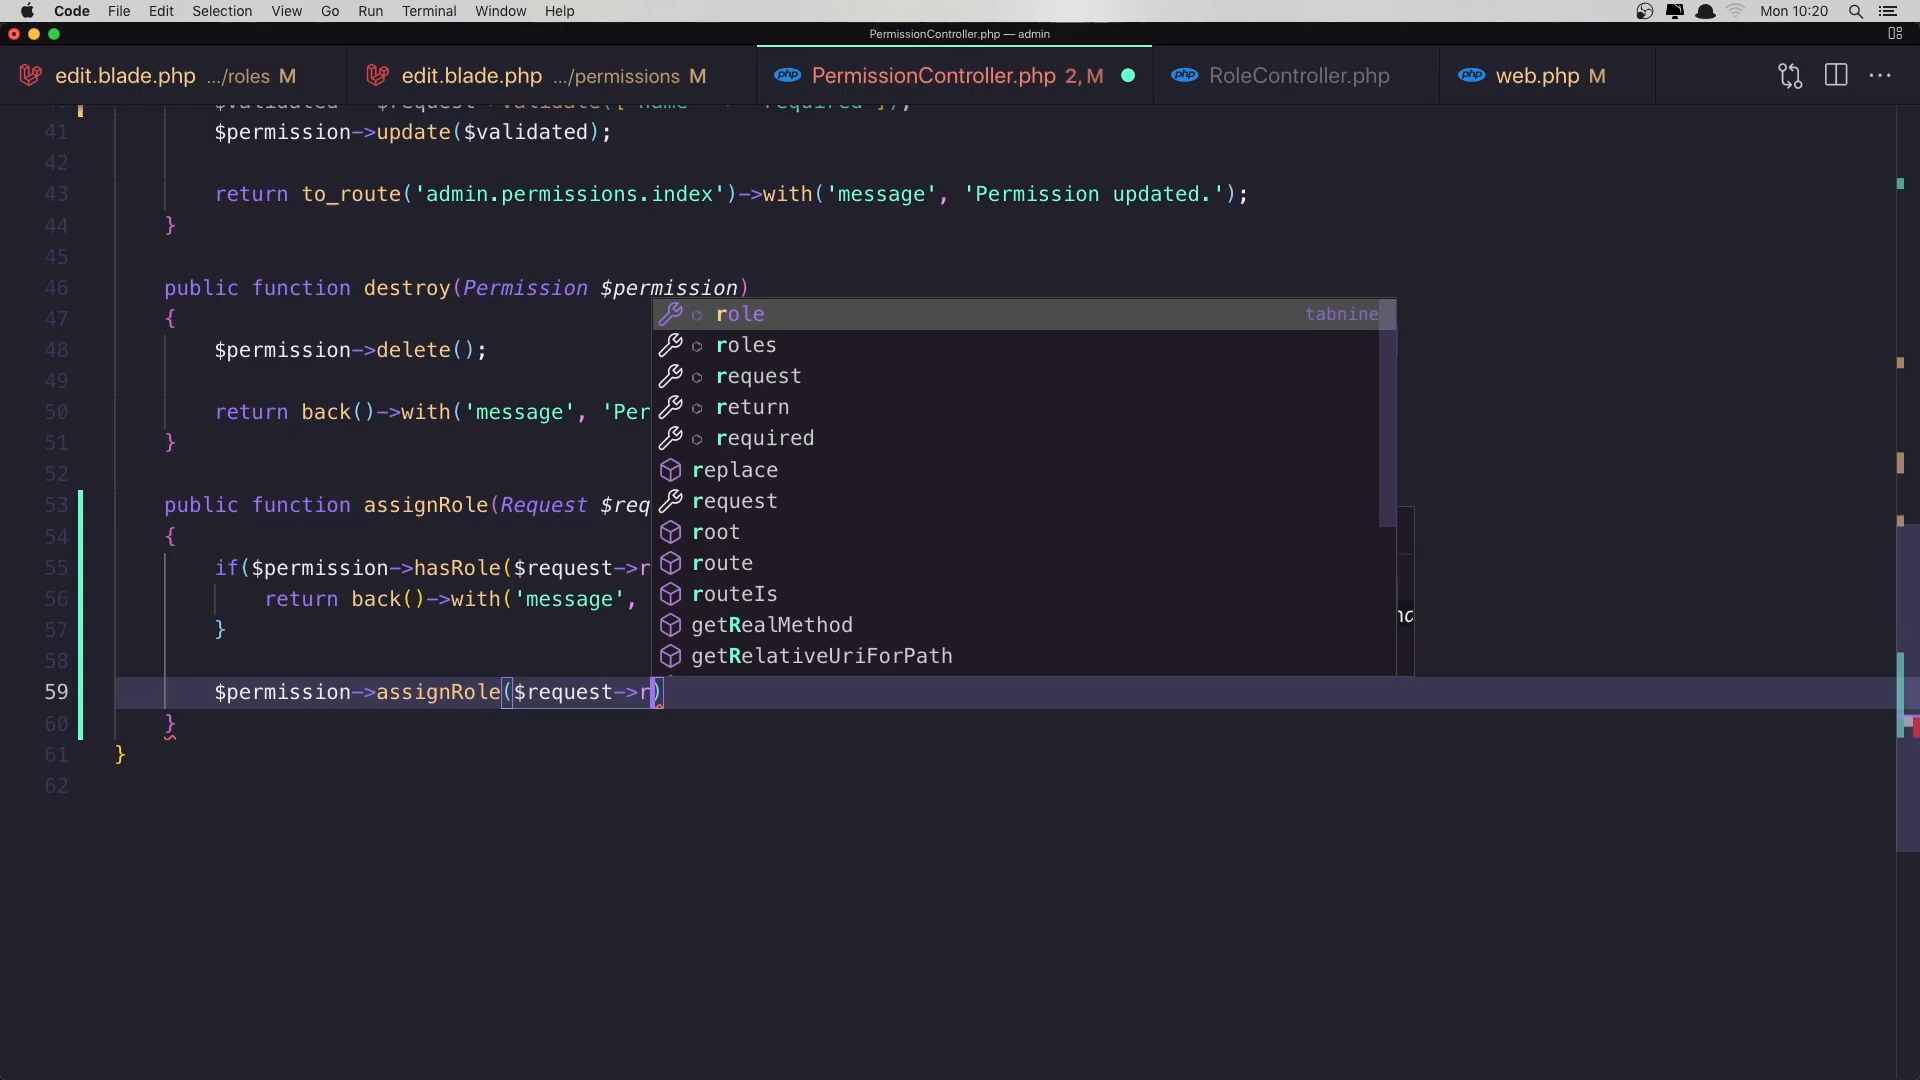 Code File Edit Selection View Go Run Terminal Window Help Mon 10:20
PermissionController.php — admin
edit.blade.php .../roles M edit.blade.php .../permissions M php PermissionController.php 2, M php RoleController.php php web.php M
41 $permission->update($validated);
42
43 return to_route('admin.permissions.index')->with('message', 'Permission updated.');
44 }
45
46 public function destroy(Permission $permission)
47 {
48 $permission->delete();
49
50 return back()->with('message', 'Per
51 }
52
53 public function assignRole(Request $req
54 {
55 if($permission->hasRole($request->r
56 return back()->with('message',
57 }
58
59 $permission->assignRole($request->r)
60 }
61 }
62
role tabnine
roles
request
return
required
replace
request
root
route
routeIs
getRealMethod
getRelativeUriForPath